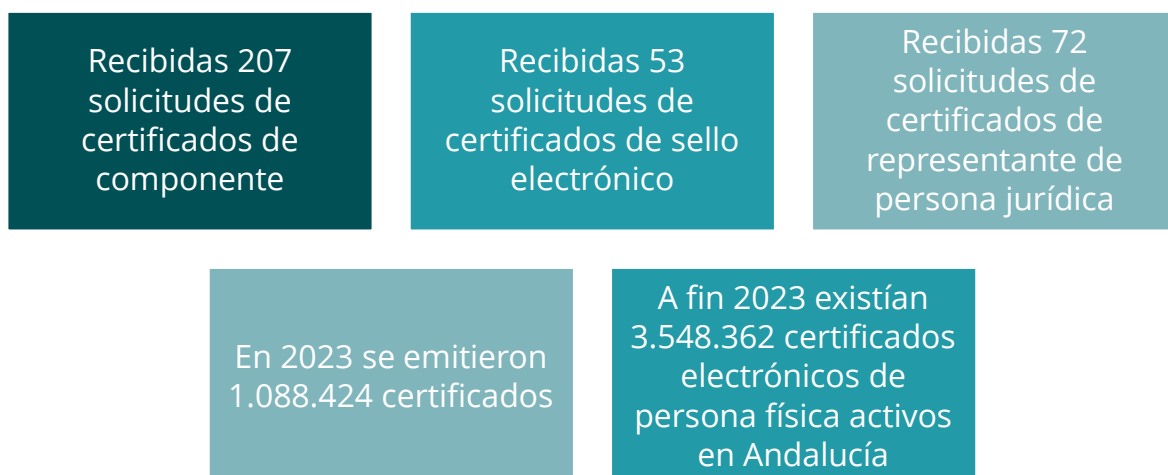 Recibidas 207
solicitudes de
certificados de
componente
Recibidas 53
solicitudes de
certificados de sello
electrónico
Recibidas 72
solicitudes de
certificados de
representante de
persona jurídica
En 2023 se emitieron
1.088.424 certificados
A fin 2023 existían
3.548.362 certificados
electrónicos de
persona física activos
en Andalucía